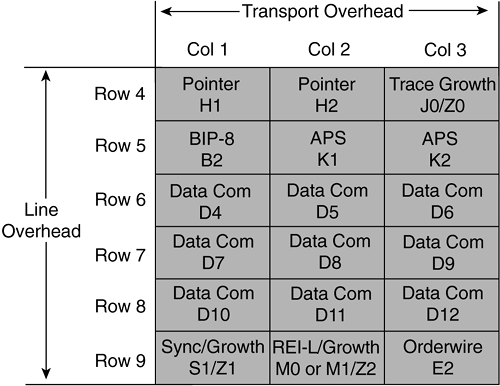 Transport Overhead
Col 1 Col 2 Col 3
Row 4 Pointer H1 Pointer H2 Trace Growth J0/Z0
Row 5 BIP-8 B2 APS K1 APS K2
Line Overhead
Row 6 Data Com D4 Data Com D5 Data Com D6
Row 7 Data Com D7 Data Com D8 Data Com D9
Row 8 Data Com D10 Data Com D11 Data Com D12
Row 9 Sync/Growth S1/Z1 REI-L/Growth M0 or M1/Z2 Orderwire E2